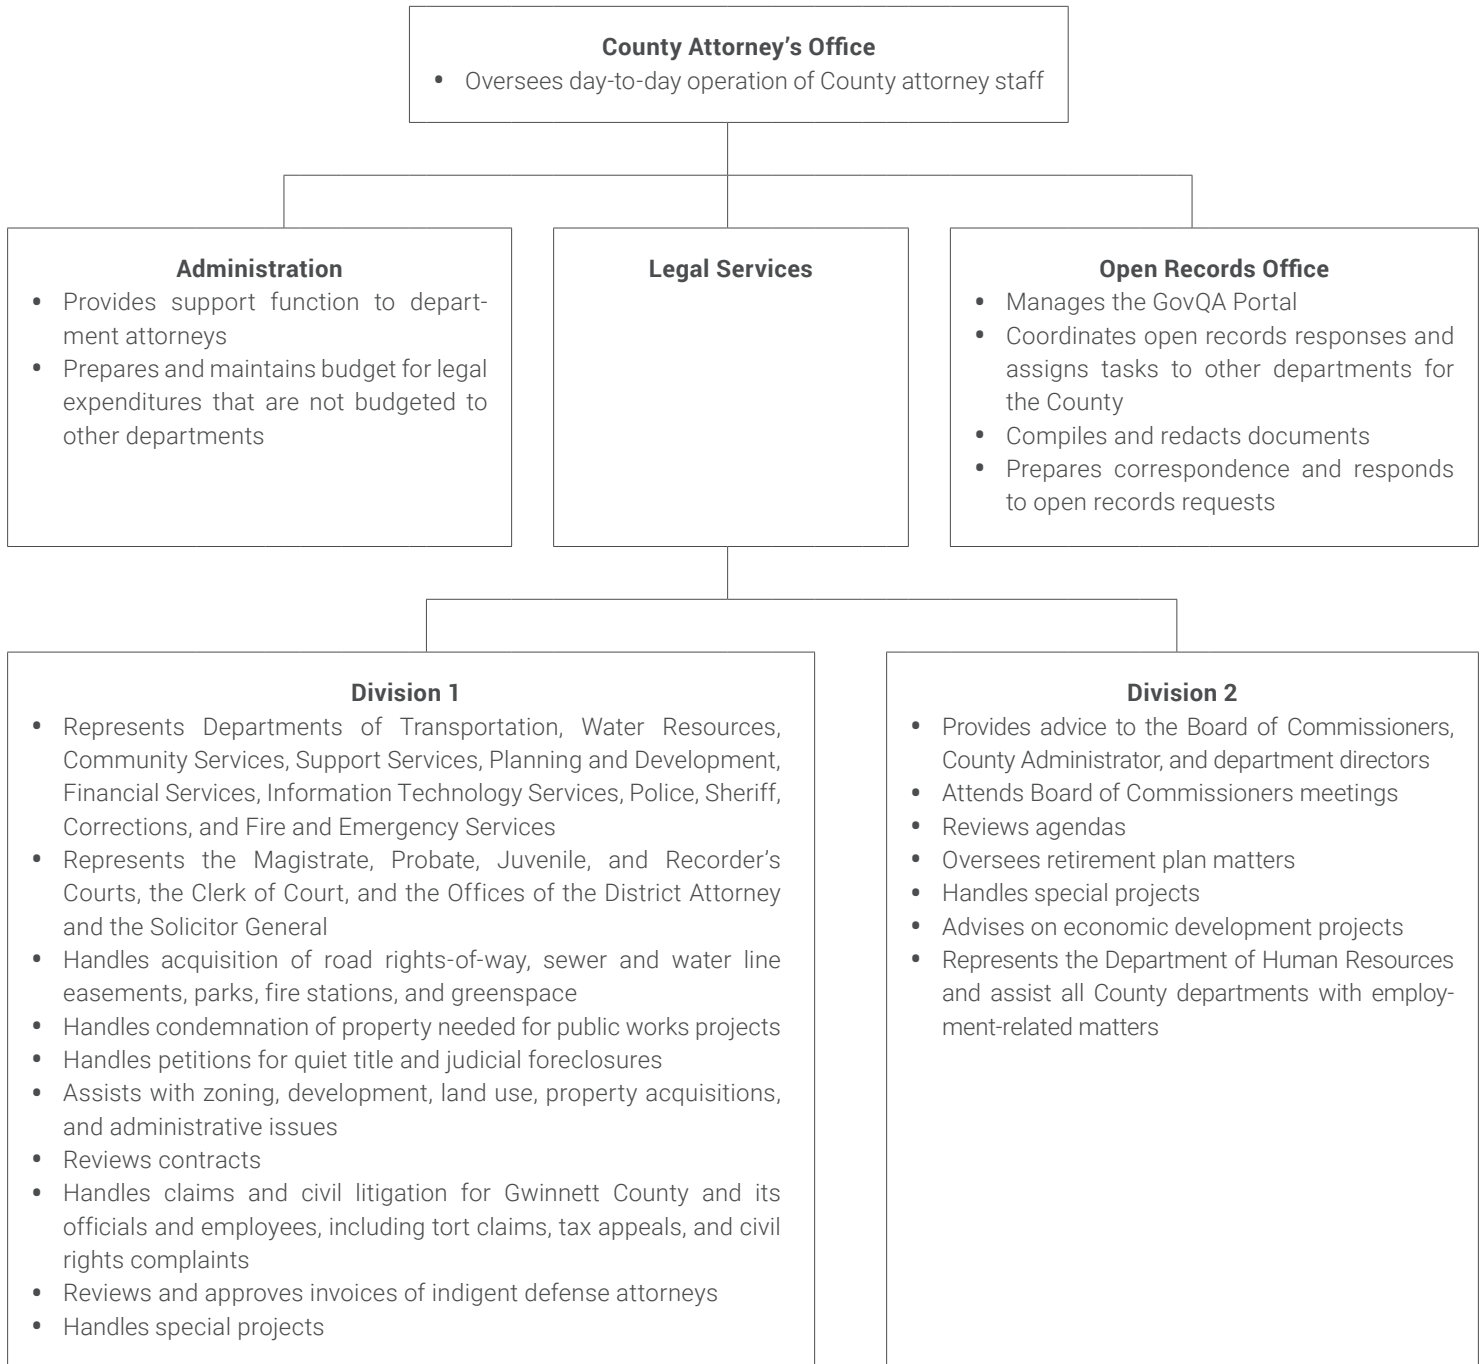 County Attorney’s Office
• Oversees day-to-day operation of County attorney staff
Administration
• Provides support function to depart-
ment attorneys
• Prepares and maintains budget for legal
expenditures that are not budgeted to
other departments
Legal Services
Open Records Office
• Manages the GovQA Portal
• Coordinates open records responses and
assigns tasks to other departments for
the County
• Compiles and redacts documents
• Prepares correspondence and responds
to open records requests
Division 1
• Represents Departments of Transportation, Water Resources,
Community Services, Support Services, Planning and Development,
Financial Services, Information Technology Services, Police, Sheriff,
Corrections, and Fire and Emergency Services
• Represents the Magistrate, Probate, Juvenile, and Recorder’s
Courts, the Clerk of Court, and the Offices of the District Attorney
and the Solicitor General
• Handles acquisition of road rights-of-way, sewer and water line
easements, parks, fire stations, and greenspace
• Handles condemnation of property needed for public works projects
• Handles petitions for quiet title and judicial foreclosures
• Assists with zoning, development, land use, property acquisitions,
and administrative issues
• Reviews contracts
• Handles claims and civil litigation for Gwinnett County and its
officials and employees, including tort claims, tax appeals, and civil
rights complaints
• Reviews and approves invoices of indigent defense attorneys
• Handles special projects
Division 2
• Provides advice to the Board of Commissioners,
County Administrator, and department directors
• Attends Board of Commissioners meetings
• Reviews agendas
• Oversees retirement plan matters
• Handles special projects
• Advises on economic development projects
• Represents the Department of Human Resources
and assist all County departments with employ-
ment-related matters